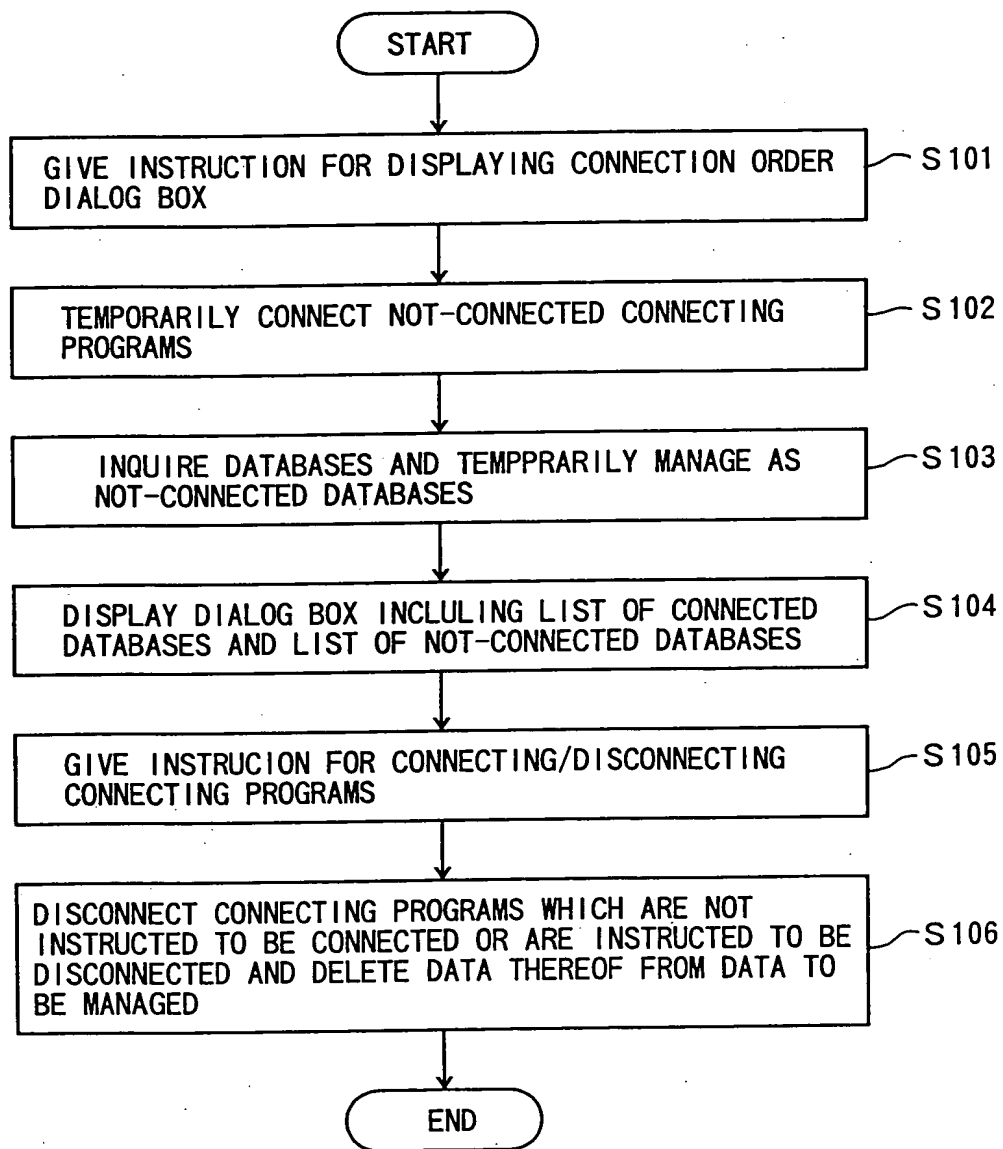 START
GIVE INSTRUCTION FOR DISPLAYING CONNECTION ORDER
DIALOG BOX
S101
TEMPORARILY CONNECT NOT-CONNECTED CONNECTING
PROGRAMS
S102
INQUIRE DATABASES AND TEMPPRARILY MANAGE AS
NOT-CONNECTED DATABASES
S103
DISPLAY DIALOG BOX INCLULING LIST OF CONNECTED
DATABASES AND LIST OF NOT-CONNECTED DATABASES
S104
GIVE INSTRUCION FOR CONNECTING/DISCONNECTING
CONNECTING PROGRAMS
S105
DISCONNECT CONNECTING PROGRAMS WHICH ARE NOT
INSTRUCTED TO BE CONNECTED OR ARE INSTRUCTED TO BE
DISCONNECTED AND DELETE DATA THEREOF FROM DATA TO
BE MANAGED
S106
END